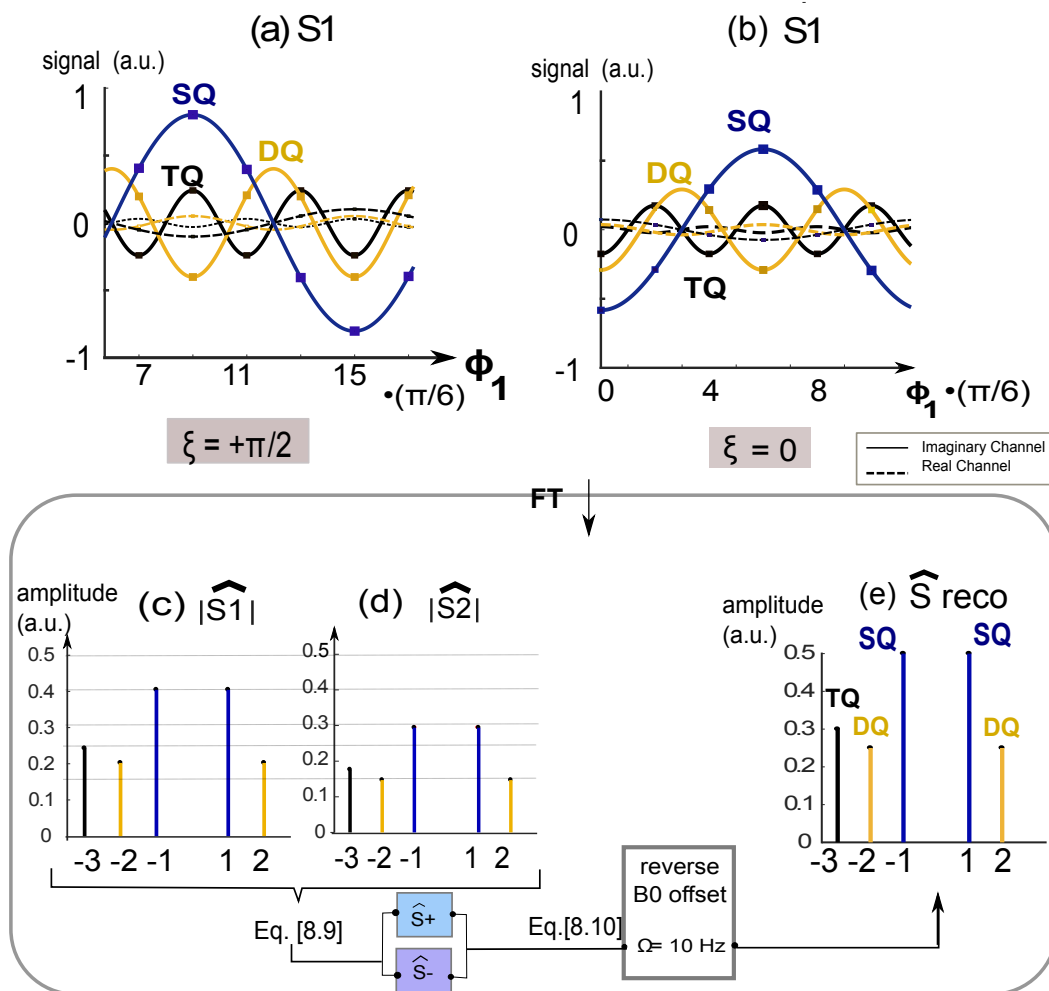 (a) S1
signal (a.u.)
1
0
-1
SQ
DQ
TQ
7 11 15
ϕ1
•(π/6)
ξ = +π/2
(b) S1
signal (a.u.)
1
0
-1
SQ
DQ
TQ
0 4 8
ϕ1 •(π/6)
ξ = 0
Imaginary Channel
Real Channel
FT
amplitude
(a.u.)
(c) |S1̂|
0.5
0.4
0.3
0.2
0.1
0
-3 -2 -1 1 2
(d) |S2̂|
0.5
0.4
0.3
0.2
0.1
0
-3 -2 -1 1 2
amplitude
(a.u.)
(e) Ŝ reco
SQ SQ
TQ
DQ DQ
0.5
0.4
0.3
0.2
0.1
0
-3 -2 -1 1 2
Eq. [8.9]
Ŝ+
Ŝ-
Eq.[8.10]
reverse
B0 offset
Ω= 10 Hz